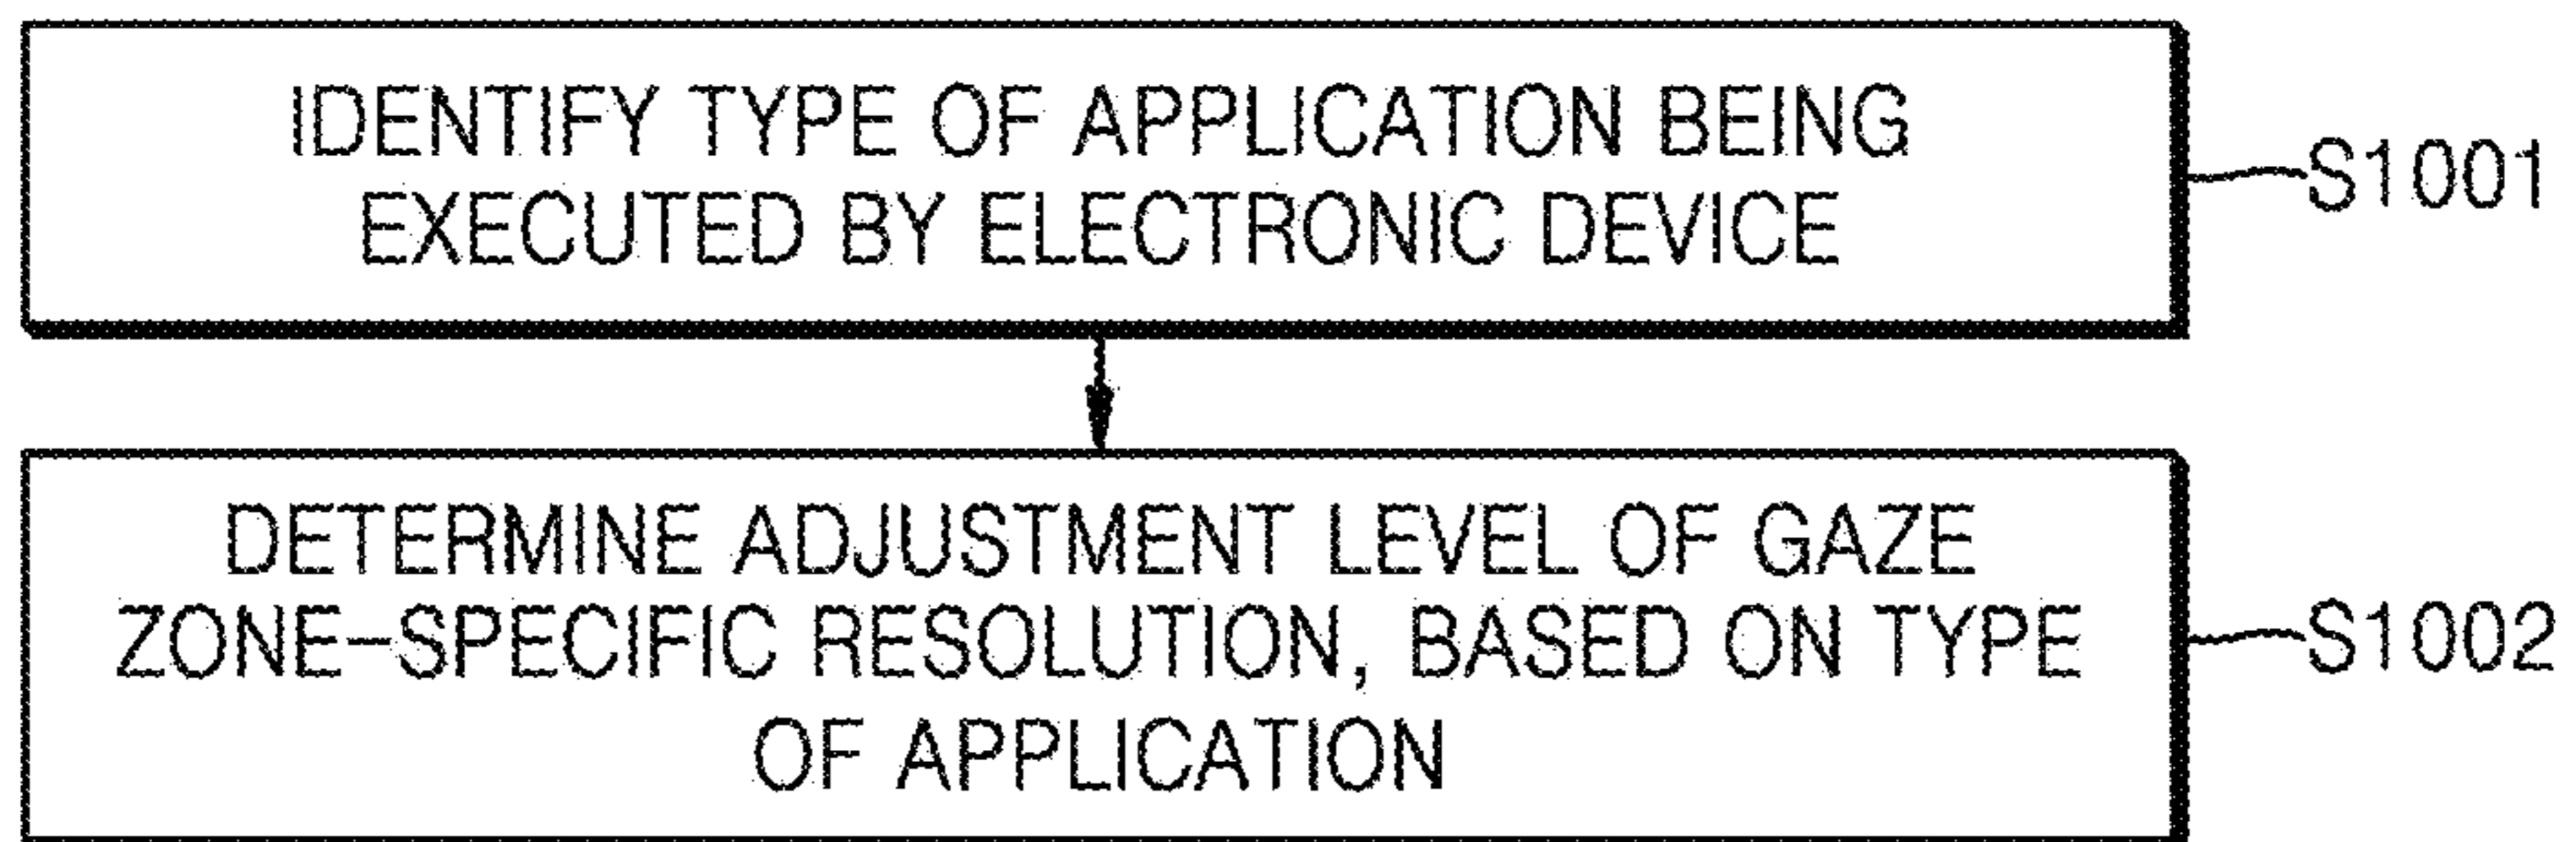 IDENTIFY TYPE OF APPLICATION BEING
EXECUTED BY ELECTRONIC DEVICE
S1001
DETERMINE ADJUSTMENT LEVEL OF GAZE
ZONE-SPECIFIC RESOLUTION, BASED ON TYPE
OF APPLICATION
S1002